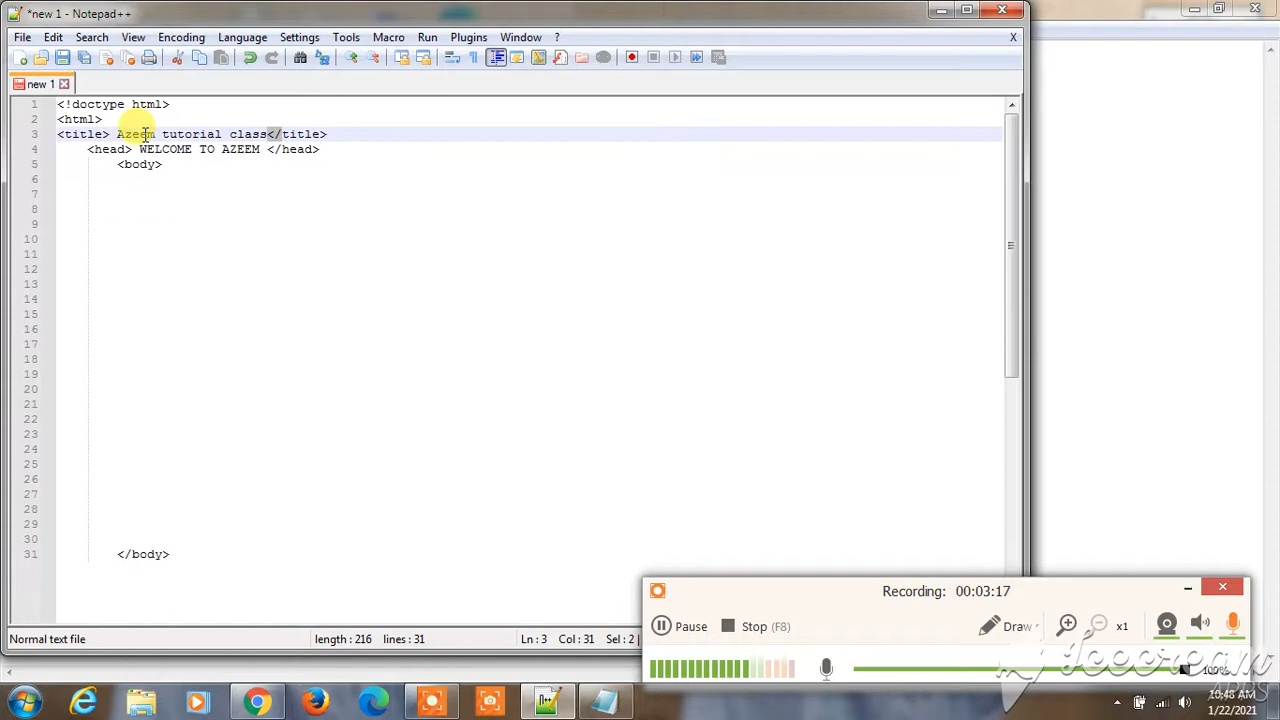 *new 1 - Notepad++
File Edit Search View Encoding Language Settings Tools Macro Run Plugins Window ? X
new 1
1 <!doctype html>
2 <html>
3 <title> Azeem tutorial class</title>
4 <head> WELCOME TO AZEEM </head>
5 <body>
6
7
8
9
10
11
12
13
14
15
16
17
18
19
20
21
22
23
24
25
26
27
28
29
30
31 </body>
Normal text file length : 216 lines : 31 Ln : 3 Col : 31 Sel : 2 |
Recording: 00:03:17
Pause Stop (F8) Draw x1
100%
Icecream
APPS
10:48 AM
1/22/2021